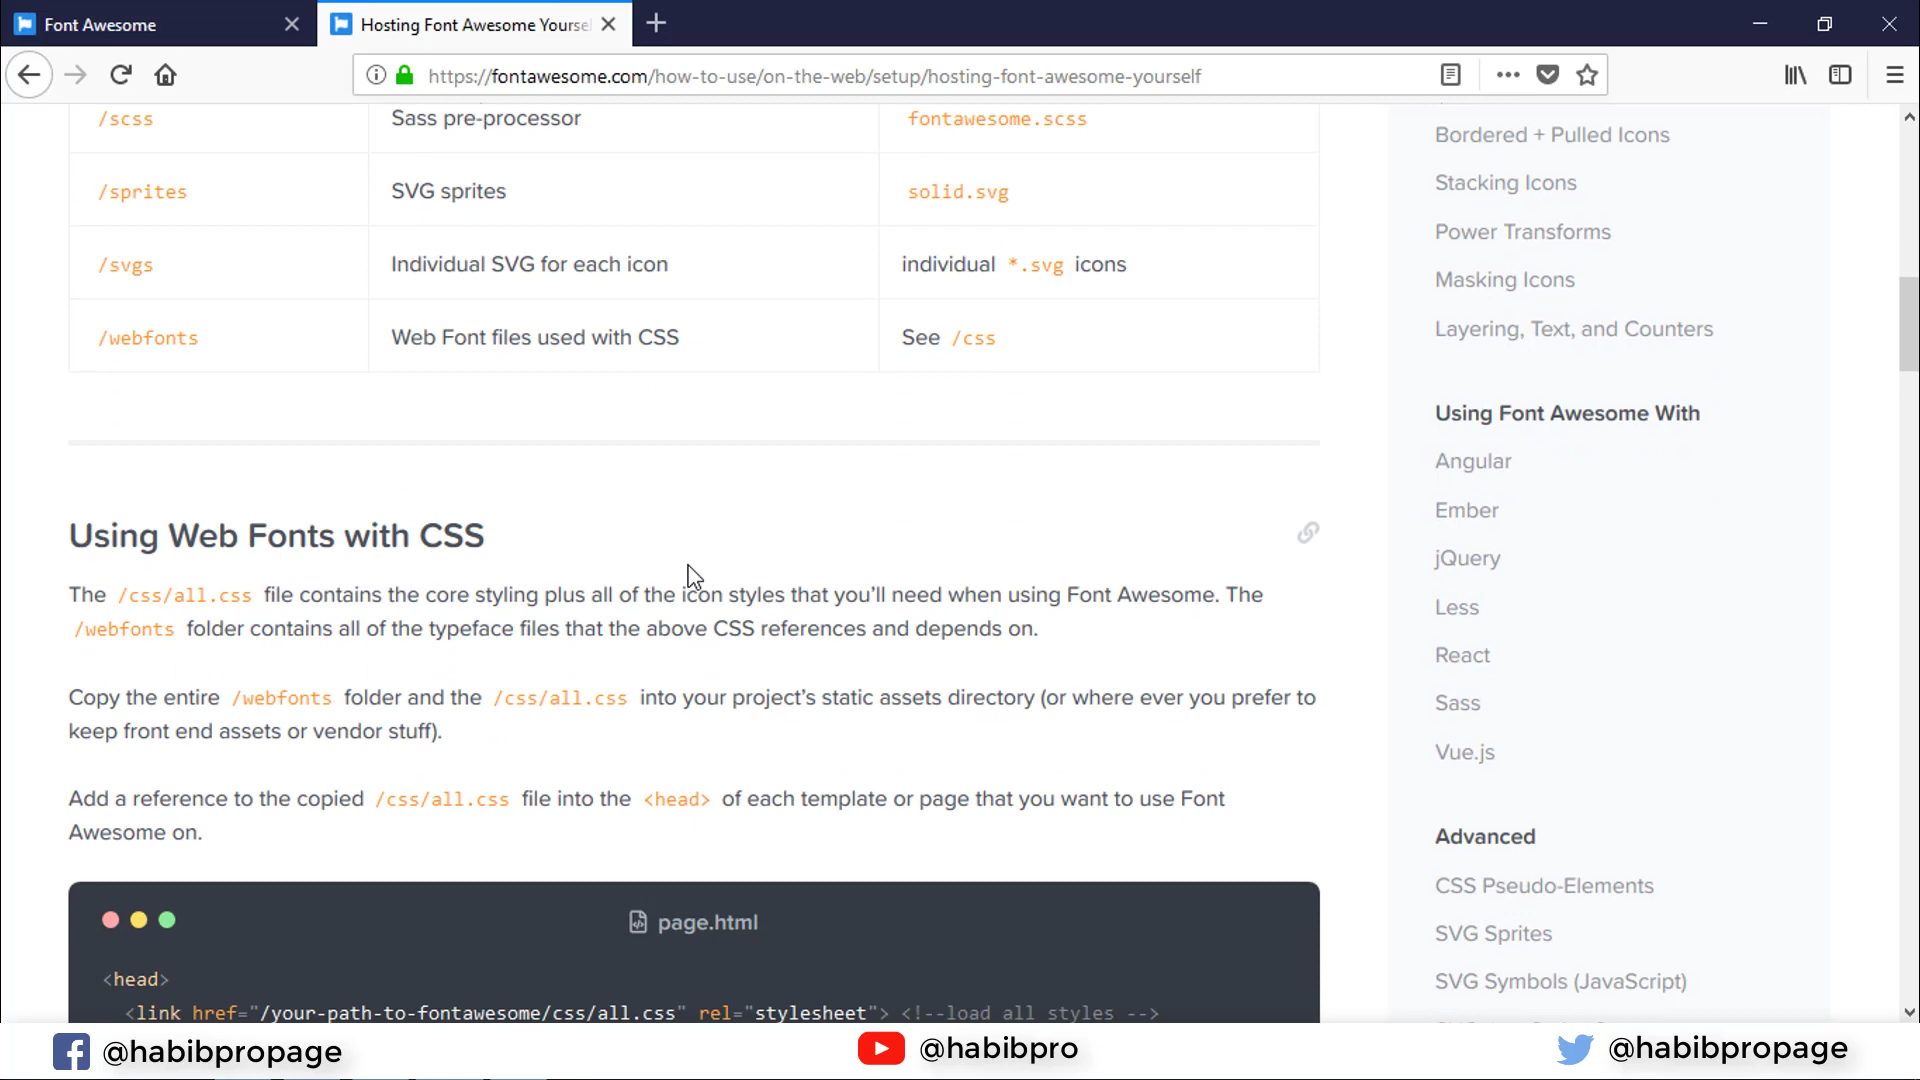 Font Awesome
Hosting Font Awesome Yourse
https://fontawesome.com/how-to-use/on-the-web/setup/hosting-font-awesome-yourself
/scss Sass pre-processor fontawesome.scss
/sprites SVG sprites solid.svg
/svgs Individual SVG for each icon individual *.svg icons
/webfonts Web Font files used with CSS See /css
Using Web Fonts with CSS
The /css/all.css file contains the core styling plus all of the icon styles that you’ll need when using Font Awesome. The
/webfonts folder contains all of the typeface files that the above CSS references and depends on.
Copy the entire /webfonts folder and the /css/all.css into your project’s static assets directory (or where ever you prefer to
keep front end assets or vendor stuff).
Add a reference to the copied /css/all.css file into the <head> of each template or page that you want to use Font
Awesome on.
page.html
<head>
<link href="/your-path-to-fontawesome/css/all.css" rel="stylesheet"> <!--load all styles -->
Bordered + Pulled Icons
Stacking Icons
Power Transforms
Masking Icons
Layering, Text, and Counters
Using Font Awesome With
Angular
Ember
jQuery
Less
React
Sass
Vue.js
Advanced
CSS Pseudo-Elements
SVG Sprites
SVG Symbols (JavaScript)
@habibpropage
@habibpro
@habibpropage